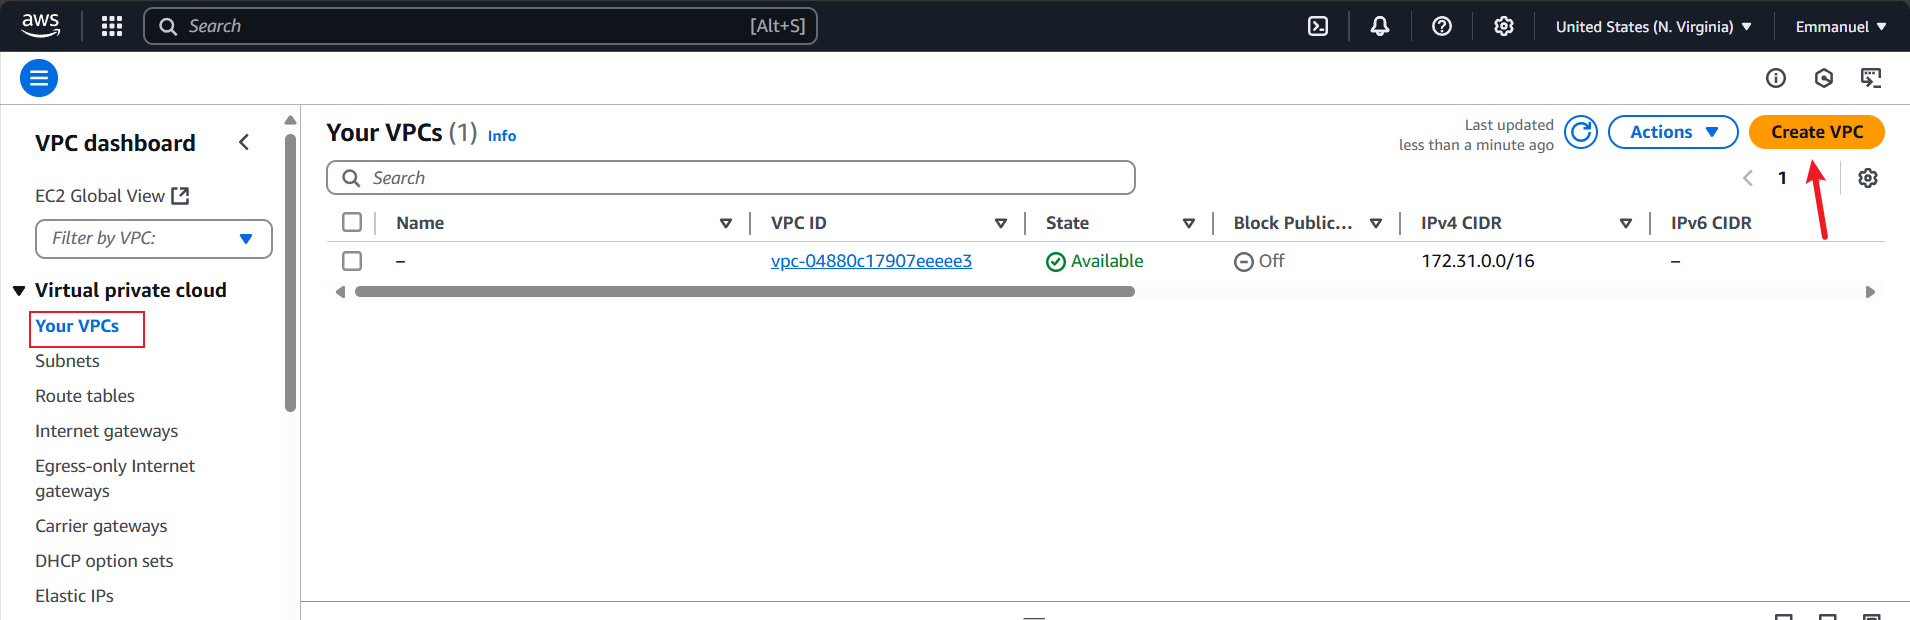 aws
Search
[Alt+S]
United States (N. Virginia)
Emmanuel
VPC dashboard
EC2 Global View
Filter by VPC:
Virtual private cloud
Your VPCs
Subnets
Route tables
Internet gateways
Egress-only Internet
gateways
Carrier gateways
DHCP option sets
Elastic IPs
Your VPCs (1) Info
Last updated
less than a minute ago
Actions
Create VPC
Search
1
Name VPC ID State Block Public... IPv4 CIDR IPv6 CIDR
– vpc-04880c17907eeeee3 Available Off 172.31.0.0/16 –